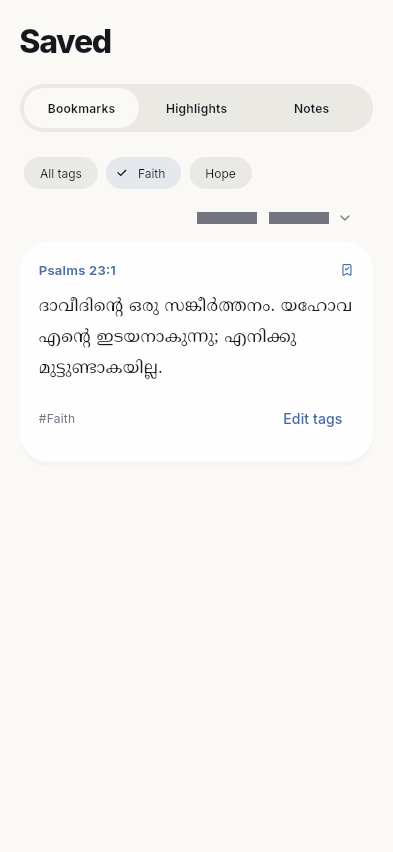 Saved
Bookmarks Highlights Notes
All tags Faith Hope
Psalms 23:1
ദാവീദിന്റെ ഒരു സങ്കീർത്തനം. യഹോവ
എന്റെ ഇടയനാകുന്നു; എനിക്കു
മുട്ടുണ്ടാകയില്ല.
#Faith Edit tags